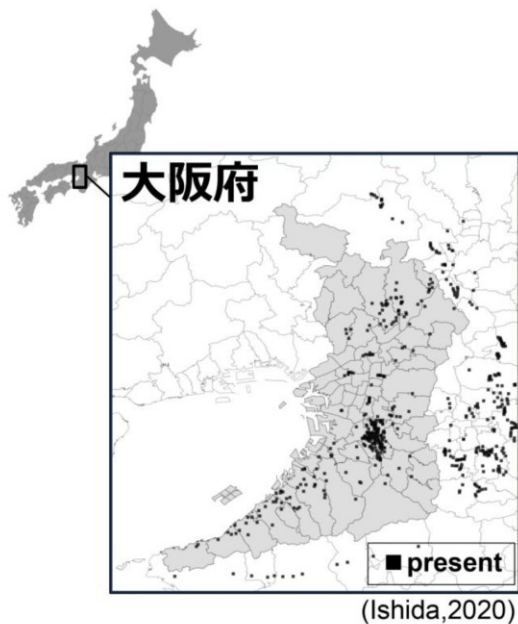 大阪府
■ present
(Ishida,2020)